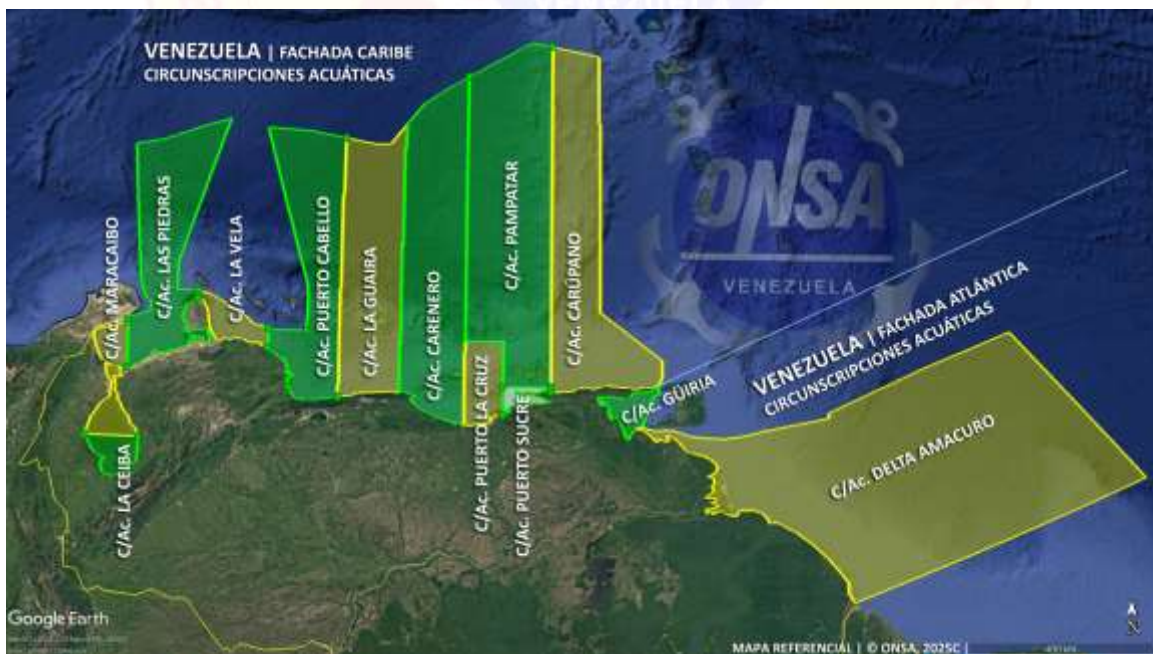 VENEZUELA | FACHADA CARIBE
CIRCUNSCRIPCIONES ACUÁTICAS
C/Ac. MARACAIBO
C/Ac. LAS PIEDRAS
C/Ac. LA VELA
C/Ac. PUERTO CABELLO
C/Ac. LA GUAIRA
C/Ac. CARENERO
C/Ac. PAMPATAR
C/Ac. CARÚPANO
ONSA
VENEZUELA
VENEZUELA | FACHADA ATLÁNTICA
CIRCUNSCRIPCIONES ACUÁTICAS
C/Ac. GÜIRIA
C/Ac. DELTA AMACURO
C/Ac. PUERTO LA CRUZ
C/Ac. PUERTO SUCRE
C/Ac. LA CEIBA
Google Earth
MAPA REFERENCIAL | © ONSA, 2025C |